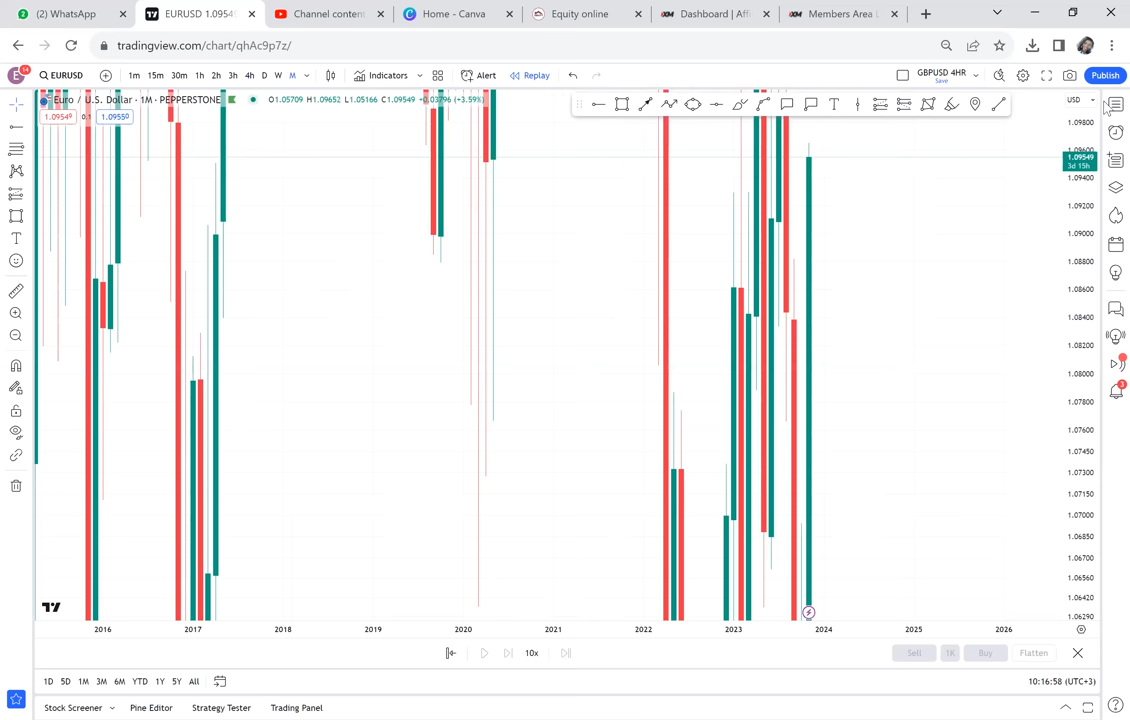 2 (2) WhatsApp
EURUSD 1.0954
Channel content
Home - Canva
Equity online
Dashboard | Aff
Members Area
tradingview.com/chart/qhAc9p7z/
E 14 EURUSD 1m 15m 30m 1h 2h 3h 4h D W M Indicators Alert Replay GBPUSD 4HR Save Publish
Euro / U.S. Dollar · 1M · PEPPERSTONE O1.05709 H1.09652 L1.05166 C1.09549 +0.03796 (+3.59%) USD
1.09549 0.1 1.09550
1.09800
1.09600
1.09549
3d 15h
1.09400
1.09200
1.09000
1.08800
1.08600
1.08400
1.08200
1.08000
1.07800
1.07600
1.07450
1.07300
1.07150
1.07000
1.06850
1.06700
1.06560
1.06420
1.06290
3
2016 2017 2018 2019 2020 2021 2022 2023 2024 2025 2026
10x Sell 1K Buy Flatten
1D 5D 1M 3M 6M YTD 1Y 5Y All 10:16:58 (UTC+3)
Stock Screener Pine Editor Strategy Tester Trading Panel